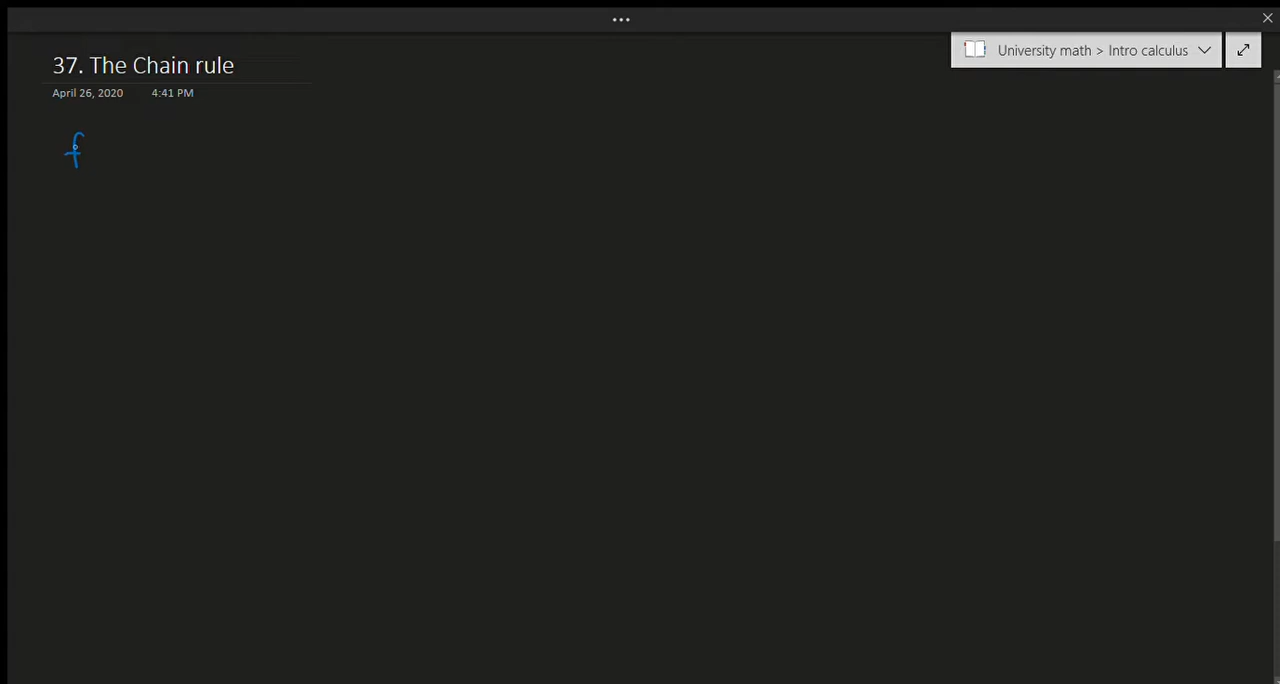 University math > Intro calculus
37. The Chain rule
April 26, 2020 4:41 PM
f